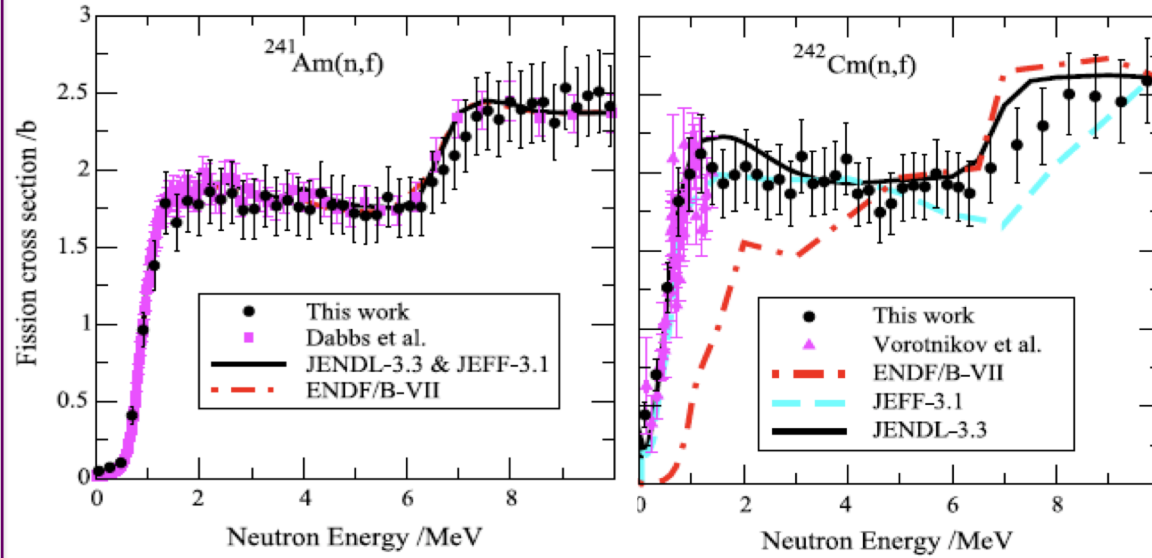 3
2.5
2
1.5
1
0.5
0
Fission cross section /b
²⁴¹Am(n,f)
This work
Dabbs et al.
JENDL-3.3 & JEFF-3.1
ENDF/B-VII
0 2 4 6 8
Neutron Energy /MeV
²⁴²Cm(n,f)
This work
Vorotnikov et al.
ENDF/B-VII
JEFF-3.1
JENDL-3.3
0 2 4 6 8
Neutron Energy /MeV